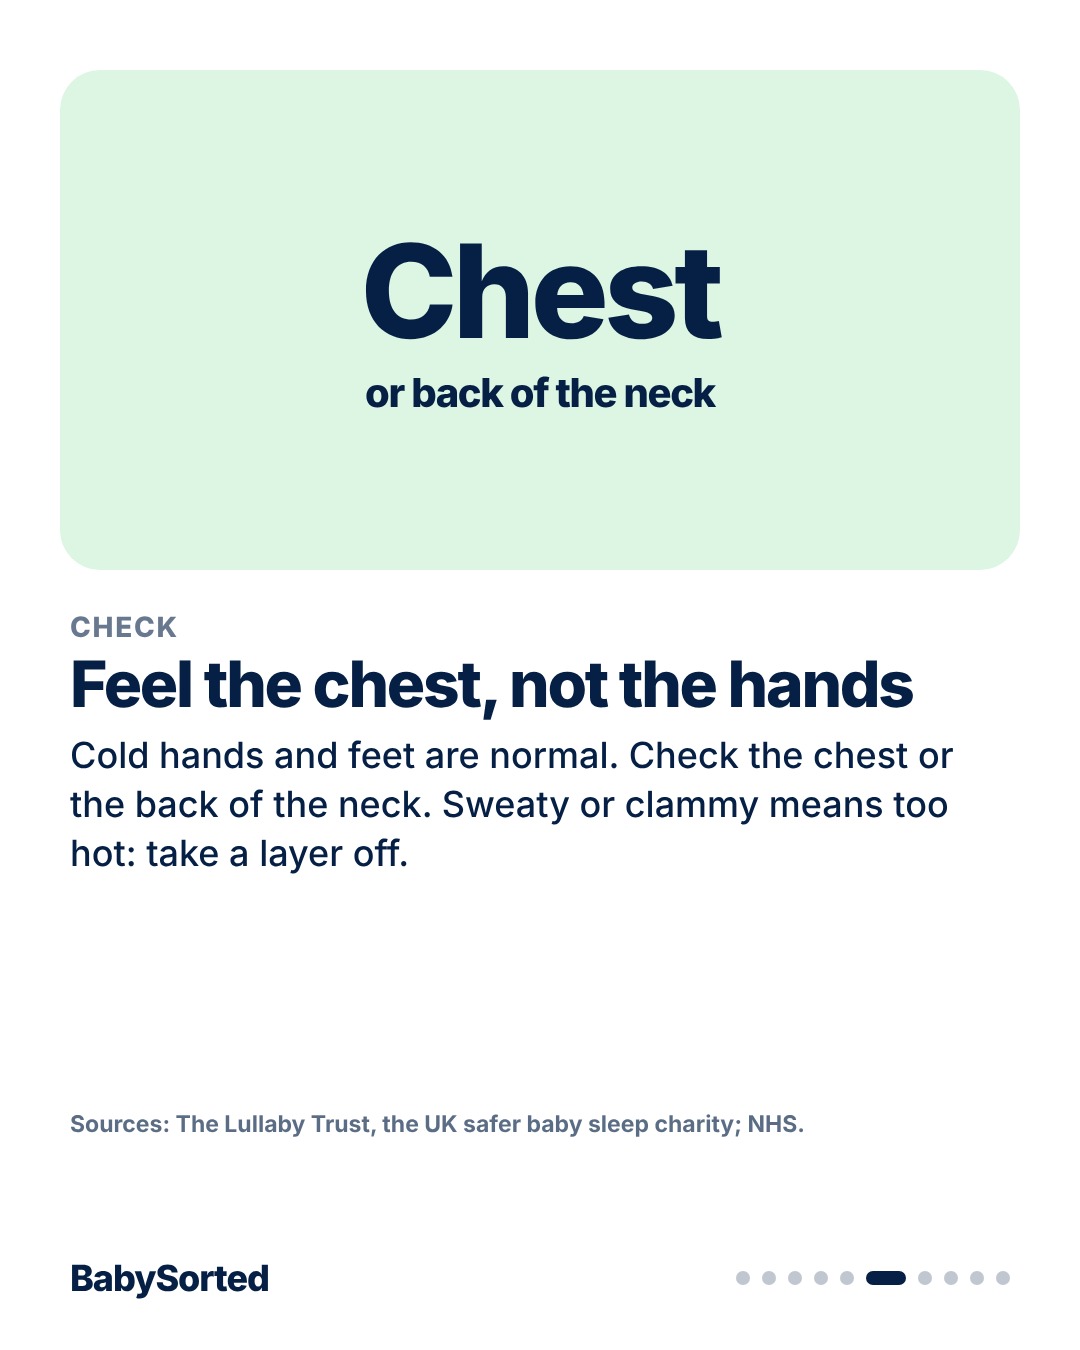 Chest
or back of the neck
CHECK
Feel the chest, not the hands
Cold hands and feet are normal. Check the chest or
the back of the neck. Sweaty or clammy means too
hot: take a layer off.
Sources: The Lullaby Trust, the UK safer baby sleep charity; NHS.
BabySorted